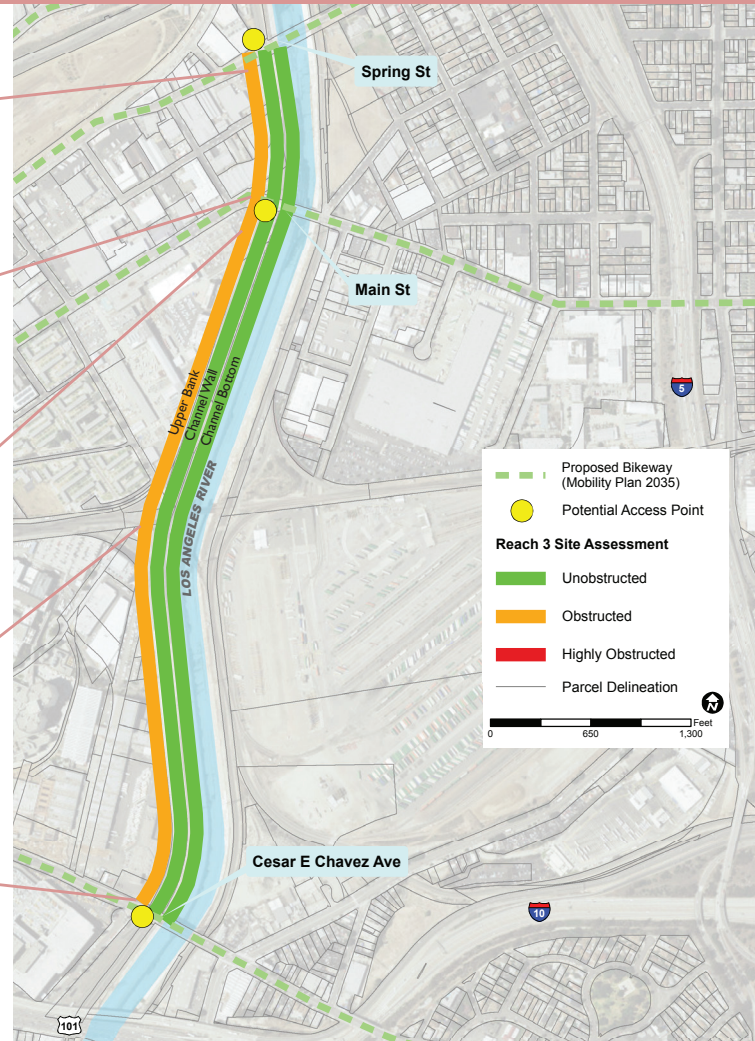 Spring St
Main St
Upper Bank
Channel Wall
Channel Bottom
LOS ANGELES RIVER
5
Proposed Bikeway
(Mobility Plan 2035)
Potential Access Point
Reach 3 Site Assessment
Unobstructed
Obstructed
Highly Obstructed
Parcel Delineation
N
Feet
0 650 1,300
Cesar E Chavez Ave
10
101